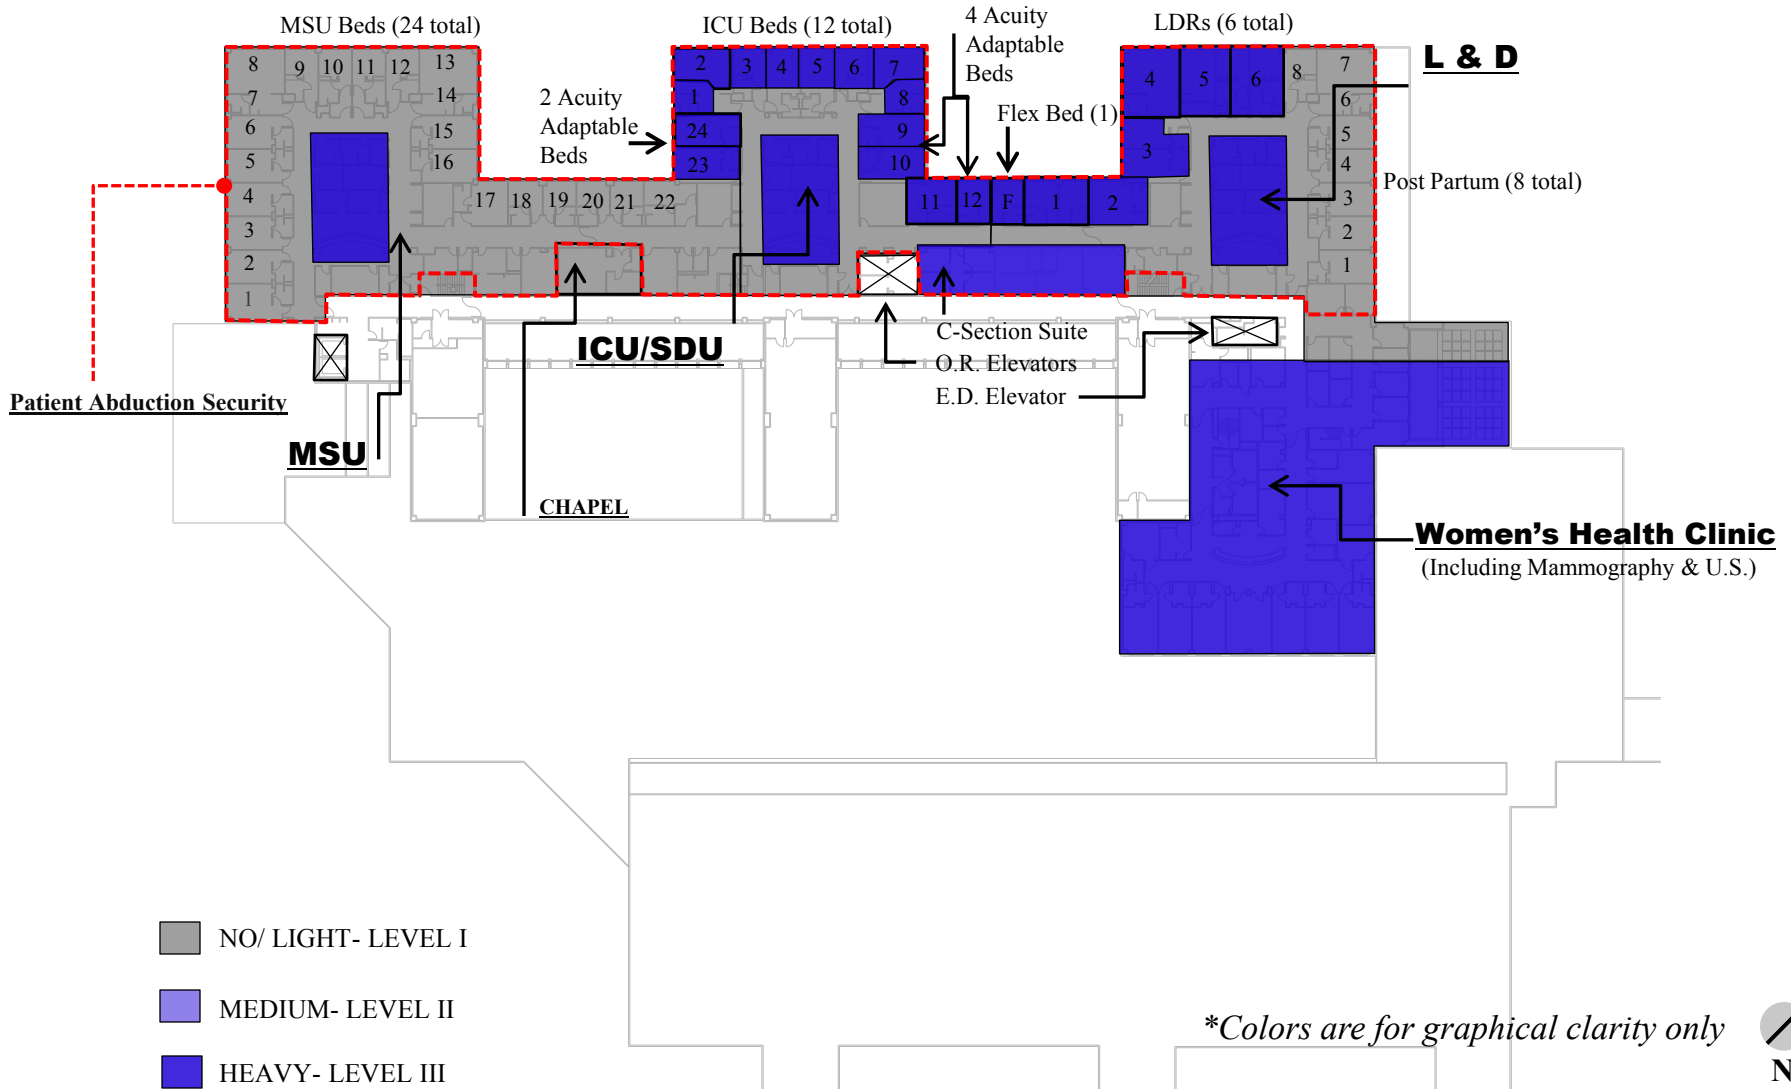 MSU Beds (24 total)
ICU Beds (12 total)
4 Acuity
Adaptable
Beds
LDRs (6 total)
L & D
2 Acuity
Adaptable
Beds
Flex Bed (1)
Post Partum (8 total)
8 9 10 11 12 13
7 14
6 15
5 16
4 17 18 19 20 21 22
3
2
1
2 3 4 5 6 7
1 8
24 9
23 10
11 12 F 1 2
4 5 6 8 7
6
3 5
4
3
2
1
C-Section Suite
O.R. Elevators
E.D. Elevator
ICU/SDU
Patient Abduction Security
MSU
CHAPEL
Women's Health Clinic
(Including Mammography & U.S.)
NO/ LIGHT- LEVEL I
MEDIUM- LEVEL II
HEAVY- LEVEL III
*Colors are for graphical clarity only
N